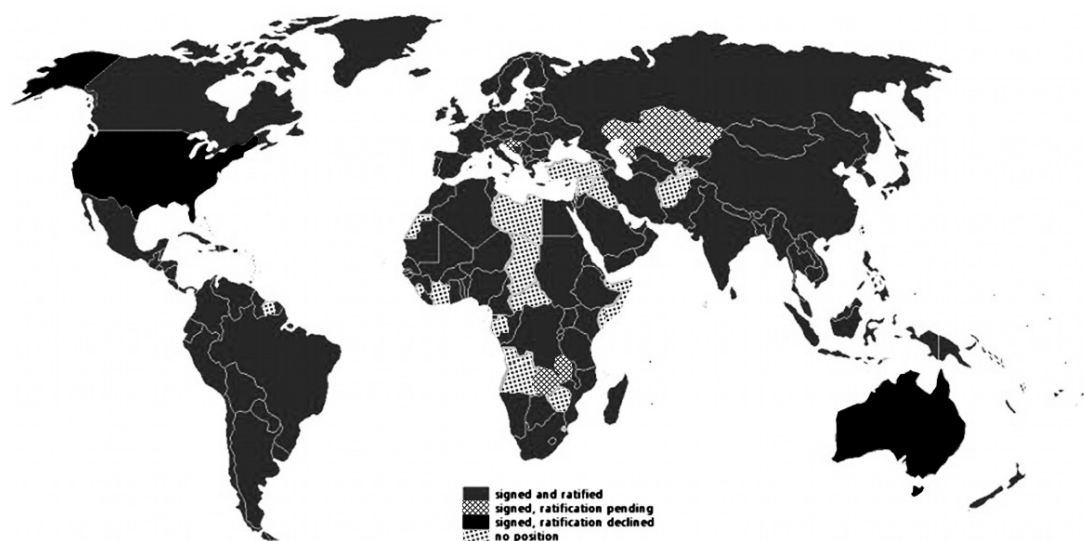 signed and ratified
signed, ratification pending
signed, ratification declined
no position